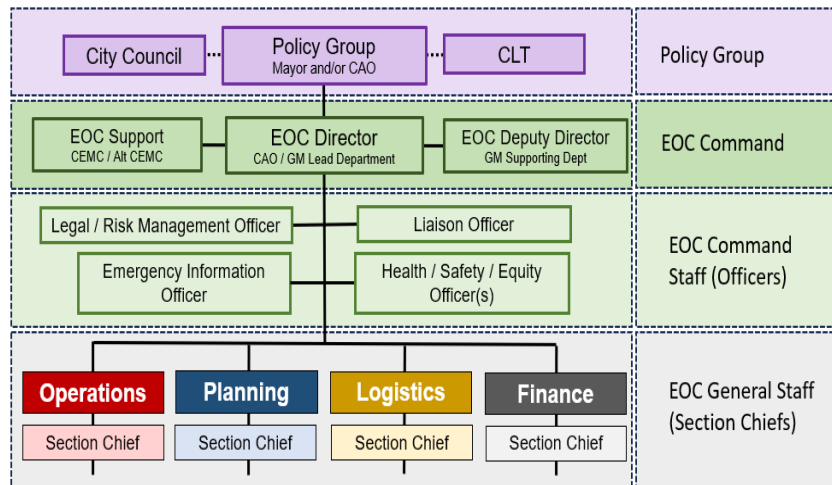 City Council
Policy Group
Mayor and/or CAO
CLT
Policy Group
EOC Support
CEMC / Alt CEMC
EOC Director
CAO / GM Lead Department
EOC Deputy Director
GM Supporting Dept
EOC Command
Legal / Risk Management Officer
Liaison Officer
Emergency Information
Officer
Health / Safety / Equity
Officer(s)
EOC Command
Staff (Officers)
Operations
Planning
Logistics
Finance
Section Chief
Section Chief
Section Chief
Section Chief
EOC General Staff
(Section Chiefs)